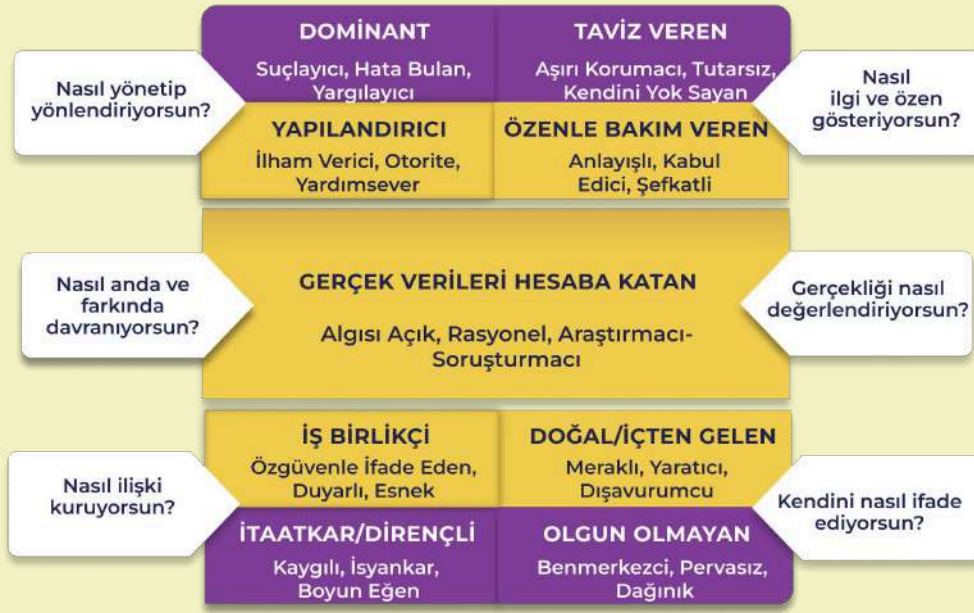 DOMİNANT
Suçlayıcı, Hata Bulan,
Yargılayıcı
TAVİZ VEREN
Aşırı Korumacı, Tutarsız,
Kendini Yok Sayan
Nasıl yönetip
yönlendiriyorsun?
Nasıl
ilgi ve özen
gösteriyorsun?
YAPILANDIRICI
İlham Verici, Otorite,
Yardımsever
ÖZENLE BAKIM VEREN
Anlayışlı, Kabul
Edici, Şefkatli
Nasıl anda ve
farkında
davranıyorsun?
GERÇEK VERİLERİ HESABA KATAN
Algısı Açık, Rasyonel, Araştırmacı-
Soruşturmacı
Gerçekliği nasıl
değerlendiriyorsun?
İŞ BİRLİKÇİ
Özgüvenle İfade Eden,
Duyarlı, Esnek
DOĞAL/İÇTEN GELEN
Meraklı, Yaratıcı,
Dışavurumcu
Nasıl ilişki
kuruyorsun?
Kendini nasıl ifade
ediyorsun?
İTAATKAR/DİRENÇLİ
Kaygılı, İsyankar,
Boyun Eğen
OLGUN OLMAYAN
Benmerkezci, Pervasız,
Dağınık